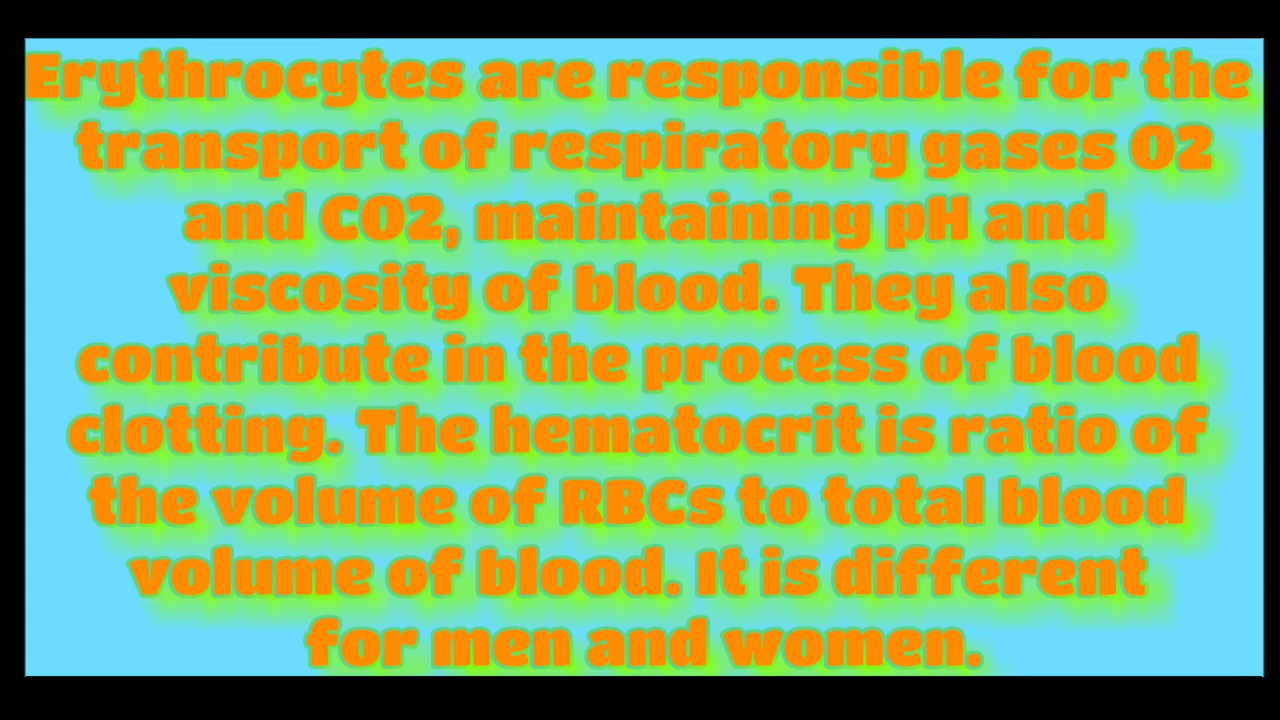 Erythrocytes are responsible for the
transport of respiratory gases O2
and CO2, maintaining pH and
viscosity of blood. They also
contribute in the process of blood
clotting. The hematocrit is ratio of
the volume of RBCs to total blood
volume of blood. It is different
for men and women.